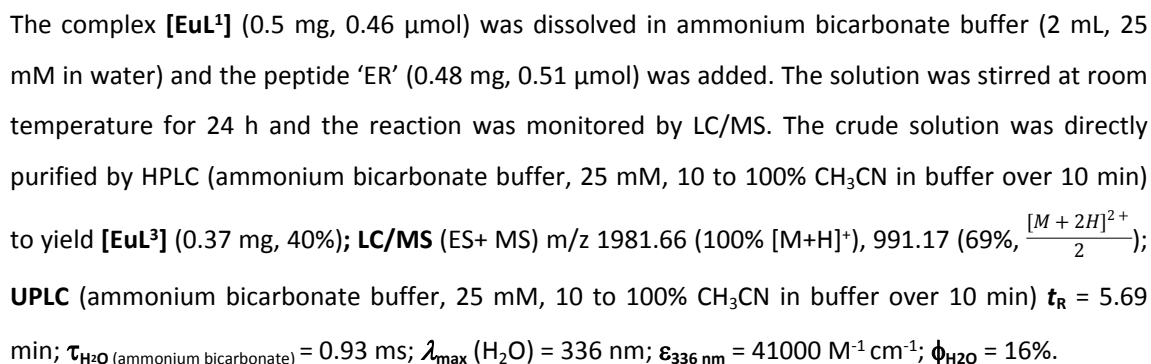 The complex [EuL¹] (0.5 mg, 0.46 µmol) was dissolved in ammonium bicarbonate buffer (2 mL, 25
mM in water) and the peptide ‘ER’ (0.48 mg, 0.51 µmol) was added. The solution was stirred at room
temperature for 24 h and the reaction was monitored by LC/MS. The crude solution was directly
purified by HPLC (ammonium bicarbonate buffer, 25 mM, 10 to 100% CH₃CN in buffer over 10 min)
to yield [EuL³] (0.37 mg, 40%); LC/MS (ES+ MS) m/z 1981.66 (100% [M+H]⁺), 991.17 (69%, [M + 2H]²⁺/2);
UPLC (ammonium bicarbonate buffer, 25 mM, 10 to 100% CH₃CN in buffer over 10 min) tR = 5.69
min; τH²O (ammonium bicarbonate) = 0.93 ms; λmax (H₂O) = 336 nm; ε336 nm = 41000 M⁻¹ cm⁻¹; ϕH2O = 16%.